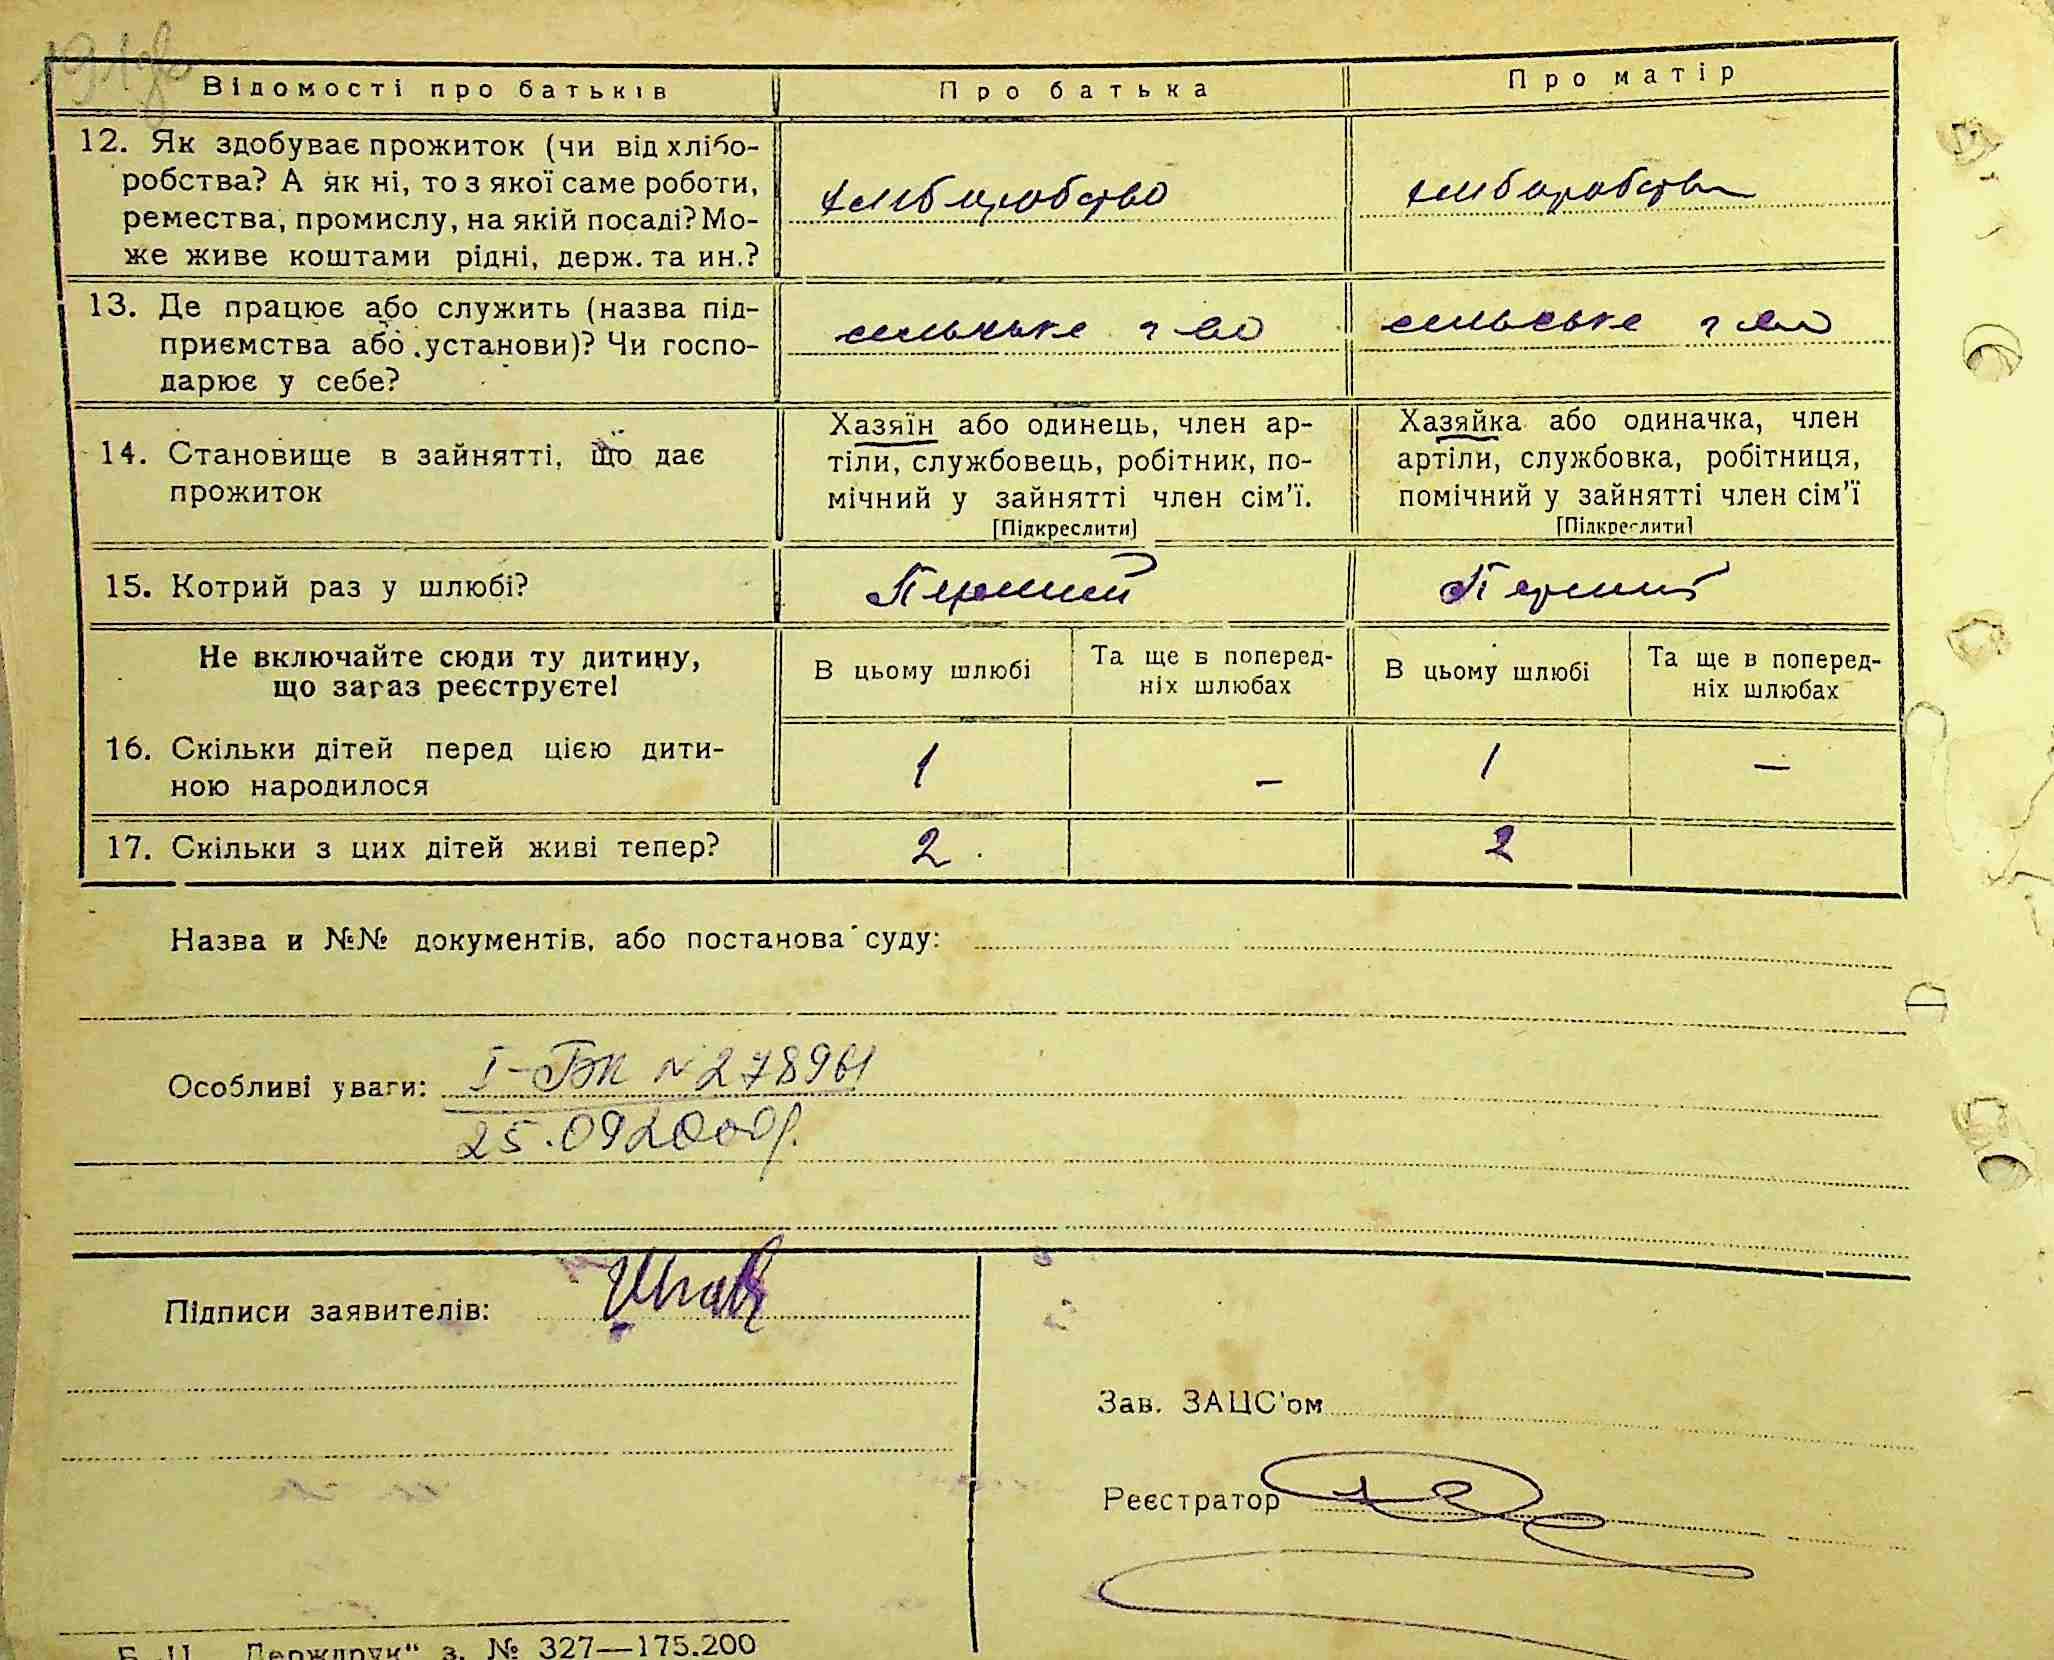 Відомості про батьків Про батька Про матір
12. Як здобуває прожиток (чи від хлібо-
робства? А як ні, то з якої саме роботи,
ремества, промислу, на якій посаді? Мо-
же живе коштами рідні, держ. та ин.?
хліборобство хліборобство
13. Де працює або служить (назва під-
приємства або установи)? Чи госпо-
дарює у себе?
сельське г-во сельське г-во
14. Становище в зайнятті, що дає
прожиток
Хазяїн або одинець, член ар-
тіли, службовець, робітник, по-
мічний у зайнятті член сім'ї.
[Підкреслити]
Хазяйка або одиначка, член
артіли, службовка, робітниця,
помічний у зайнятті член сім'ї
[Підкреслити]
15. Котрий раз у шлюбі? Перший Перший
Не включайте сюди ту дитину,
що зараз реєструєте!
В цьому шлюбі Та ще в поперед-
ніх шлюбах В цьому шлюбі Та ще в поперед-
ніх шлюбах
16. Скільки дітей перед цією дити-
ною народилося 1 – 1 –
17. Скільки з цих дітей живі тепер? 2 2
Назва и №№ документів, або постанова суду:
Особливі уваги: I-БК № 278961
25.09 2000р.
Підписи заявителів:
Зав. ЗАЦС'ом
Реєстратор
Держдрук" з. № 327—175.200